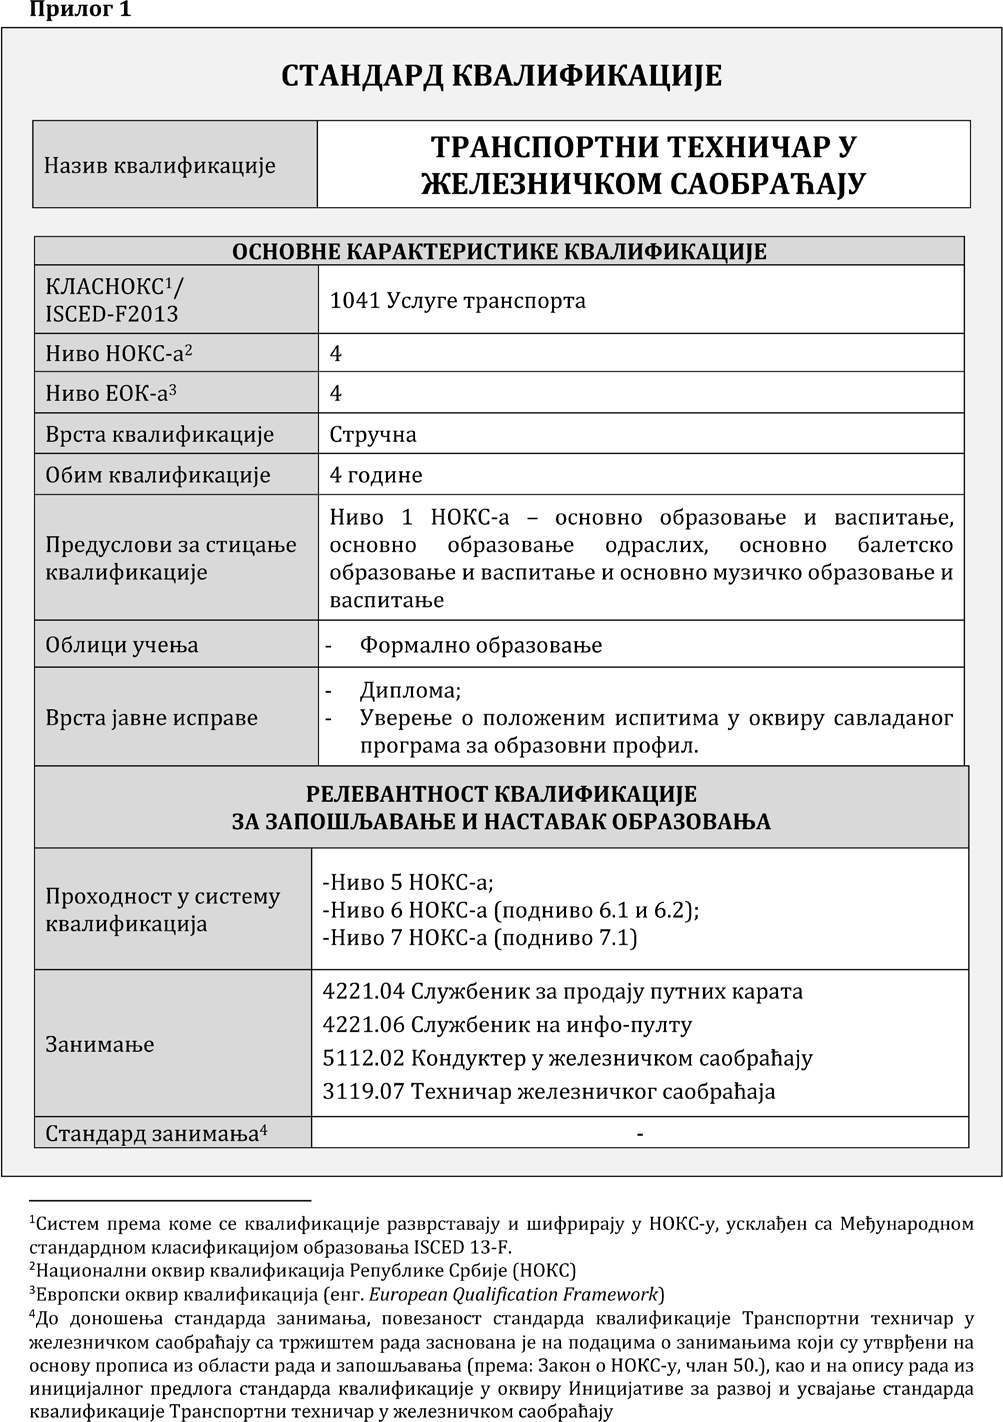 Прилог 1
СТАНДАРД КВАЛИФИКАЦИЈЕ
Назив квалификације
ТРАНСПОРТНИ ТЕХНИЧАР У
ЖЕЛЕЗНИЧКОМ САОБРАЋАЈУ
ОСНОВНЕ КАРАКТЕРИСТИКЕ КВАЛИФИКАЦИЈЕ
КЛАСНОКС¹/
ISCED-F2013
1041 Услуге транспорта
Ниво НОКС-а²
4
Ниво ЕОК-а³
4
Врста квалификације
Стручна
Обим квалификације
4 године
Предуслови за стицање
квалификације
Ниво 1 НОКС-а – основно образовање и васпитање,
основно образовање одраслих, основно балетско
образовање и васпитање и основно музичко образовање и
васпитање
Облици учења
- Формално образовање
Врста јавне исправе
- Диплома;
- Уверење о положеним испитима у оквиру савладаног
програма за образовни профил.
РЕЛЕВАНТНОСТ КВАЛИФИКАЦИЈЕ
ЗА ЗАПОШЉАВАЊЕ И НАСТАВАК ОБРАЗОВАЊА
Проходност у систему
квалификација
-Ниво 5 НОКС-а;
-Ниво 6 НОКС-а (подниво 6.1 и 6.2);
-Ниво 7 НОКС-а (подниво 7.1)
Занимање
4221.04 Службеник за продају путних карата
4221.06 Службеник на инфо-пулту
5112.02 Кондуктер у железничком саобраћају
3119.07 Техничар железничког саобраћаја
Стандард занимања⁴
-
¹Систем према коме се квалификације разврставају и шифрирају у НОКС-у, усклађен са Међународном
стандардном класификацијом образовања ISCED 13-F.
²Национални оквир квалификација Републике Србије (НОКС)
³Европски оквир квалификација (енг. European Qualification Framework)
⁴До доношења стандарда занимања, повезаност стандарда квалификације Транспортни техничар у
железничком саобраћају са тржиштем рада заснована је на подацима о занимањима који су утврђени на
основу прописа из области рада и запошљавања (према: Закон о НОКС-у, члан 50.), као и на опису рада из
иницијалног предлога стандарда квалификације у оквиру Иницијативе за развој и усвајање стандарда
квалификације Транспортни техничар у железничком саобраћају